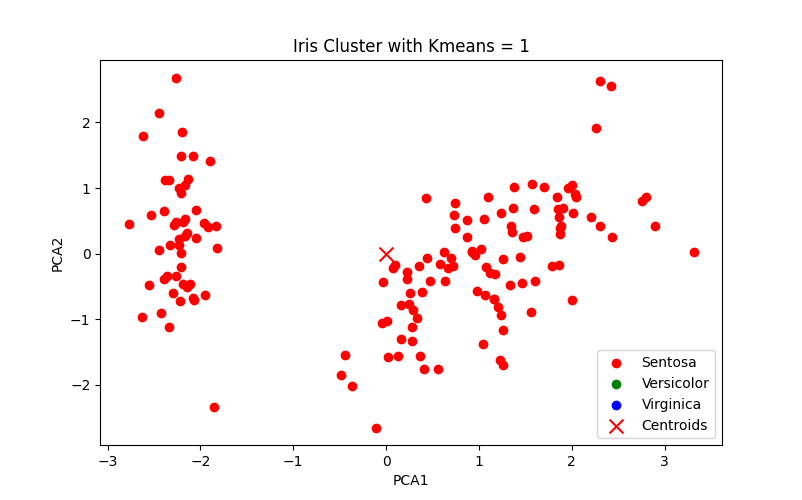 Iris Cluster with Kmeans = 1
PCA2
2
1
0
−1
−2
−3
−2
−1
0
1
2
3
PCA1
Sentosa
Versicolor
Virginica
Centroids